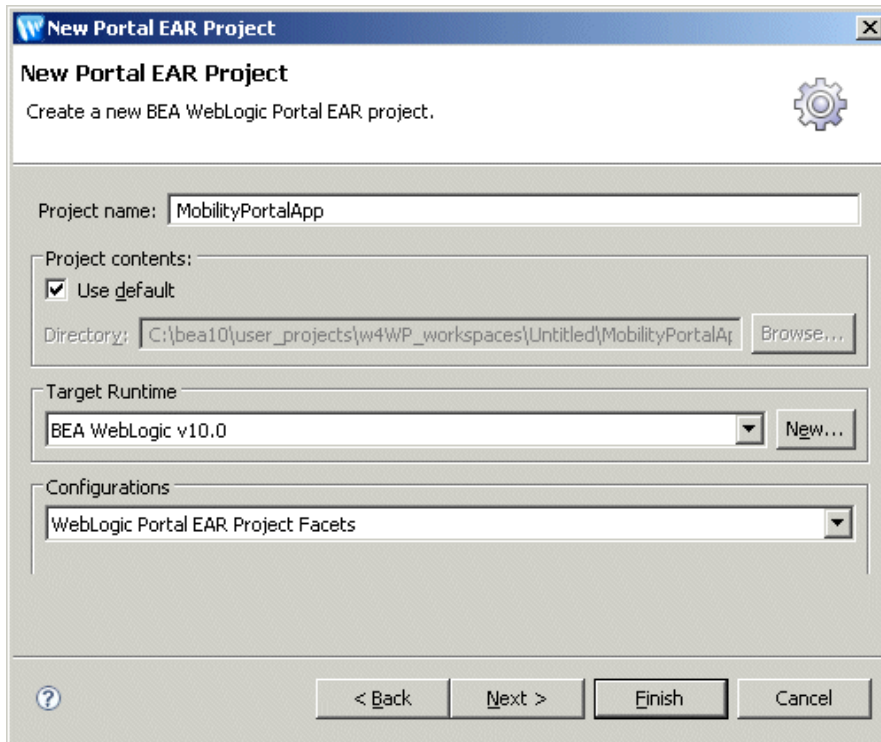 New Portal EAR Project
New Portal EAR Project
Create a new BEA WebLogic Portal EAR project.
Project name: MobilityPortalApp
Project contents:
Use default
Directory: C:\bea10\user_projects\w4WP_workspaces\Untitled\MobilityPortalAp Browse...
Target Runtime
BEA WebLogic v10.0 New...
Configurations
WebLogic Portal EAR Project Facets
? < Back Next > Finish Cancel